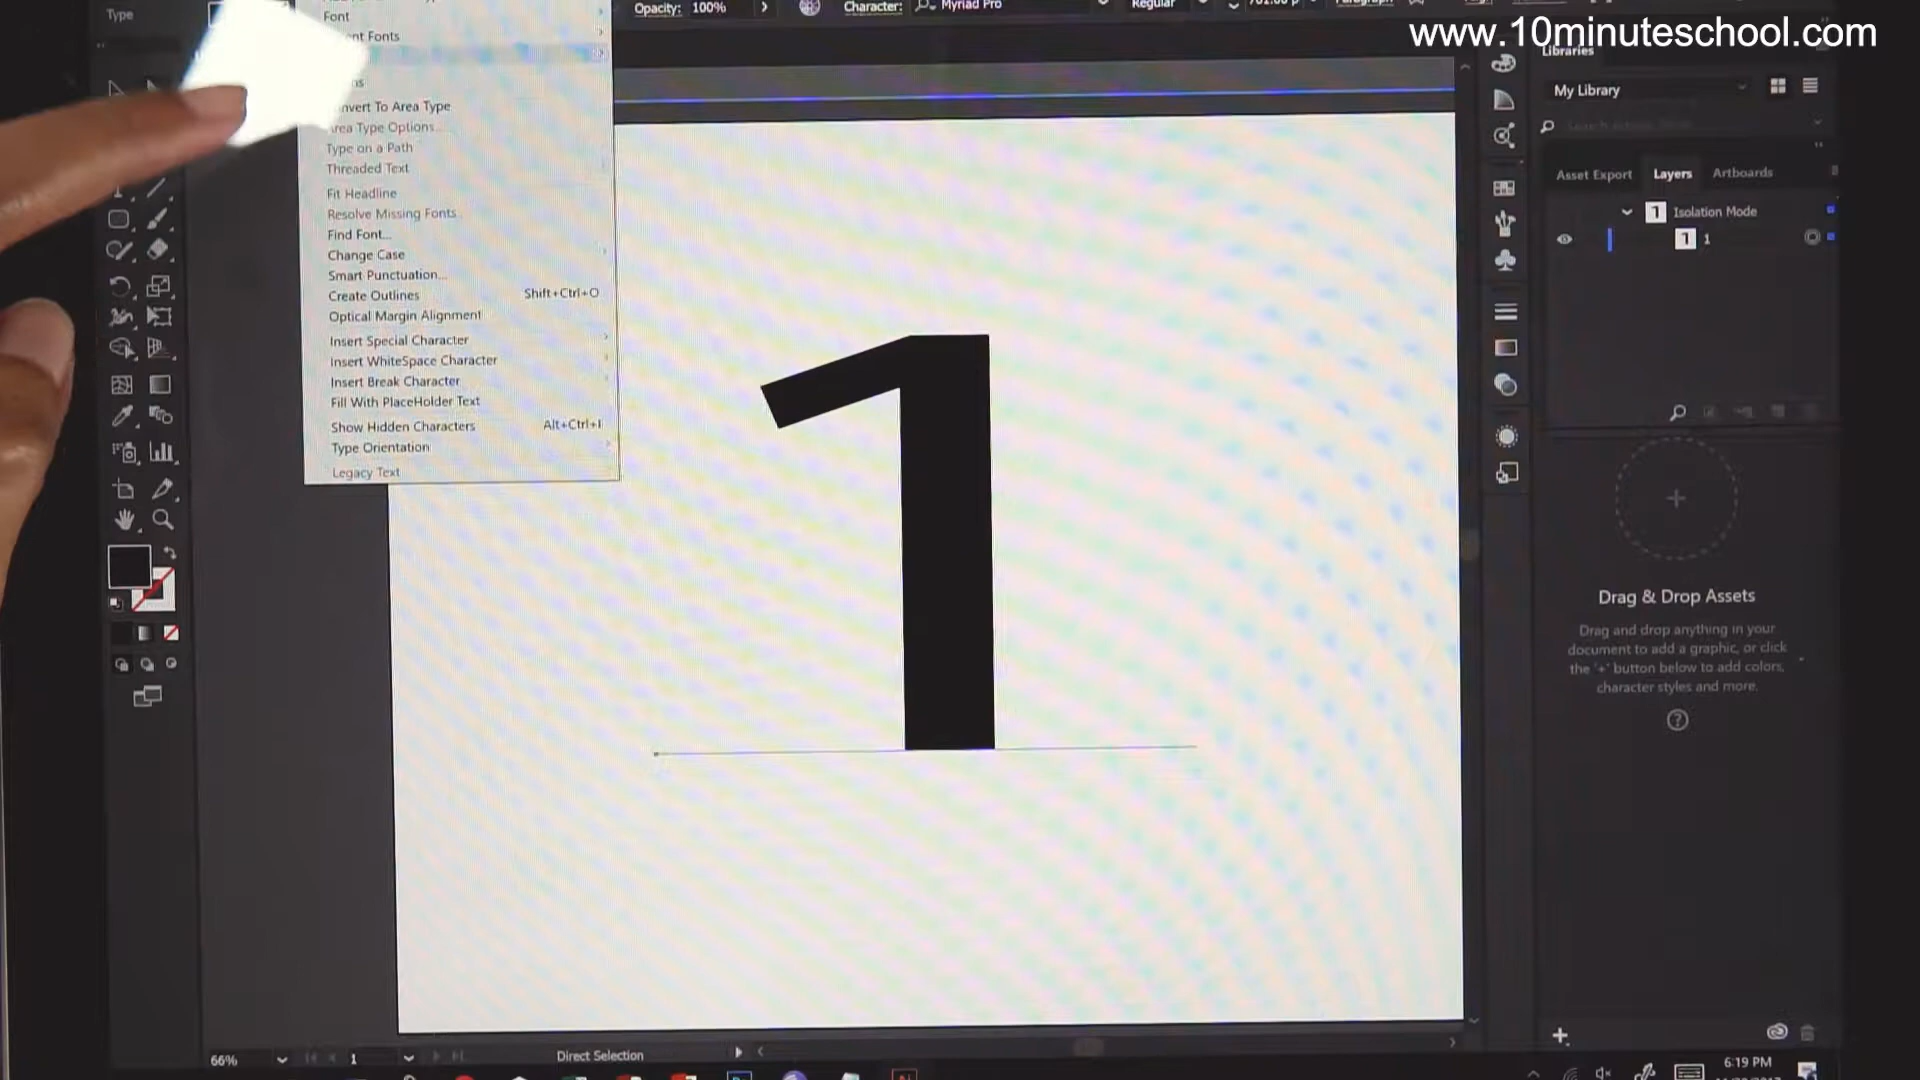 Type
Opacity: 100%
Character: Myriad Pro
Regular
www.10minuteschool.com
Font
Fonts
Libraries
My Library
To Area Type
Area Type Options...
Type on a Path
Threaded Text
Fit Headline
Resolve Missing Fonts
Find Font...
Change Case
Smart Punctuation...
Create Outlines Shift+Ctrl+O
Optical Margin Alignment
Insert Special Character
Insert WhiteSpace Character
Insert Break Character
Fill With PlaceHolder Text
Show Hidden Characters Alt+Ctrl+I
Type Orientation
Legacy Text
Asset Export Layers Artboards
1 Isolation Mode
1 1
1
Drag & Drop Assets
Drag and drop anything in your
document to add a graphic, or click
the '+' button below to add colors,
character styles and more.
66% 1 Direct Selection
6:19 PM